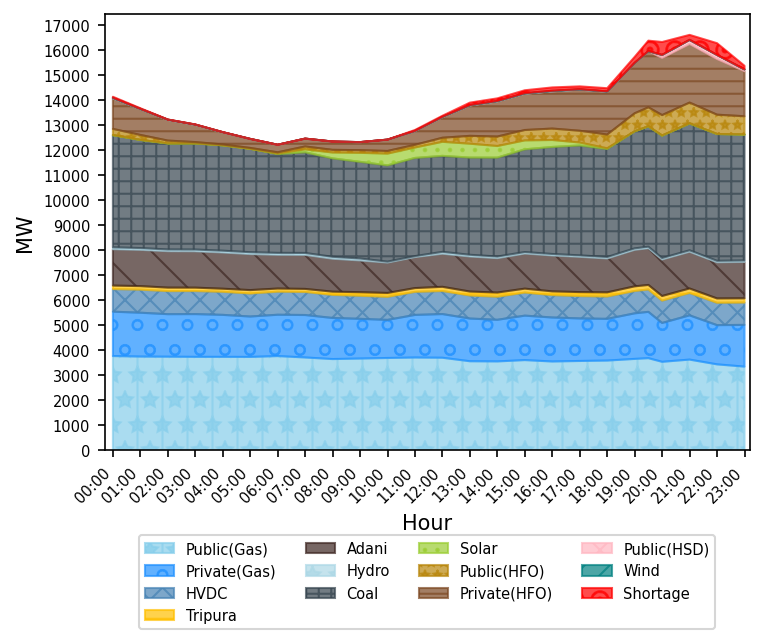 17000
16000
15000
14000
13000
12000
11000
10000
9000
8000
7000
6000
5000
4000
3000
2000
1000
0
MW
00:00 01:00 02:00 03:00 04:00 05:00 06:00 07:00 08:00 09:00 10:00 11:00 12:00 13:00 14:00 15:00 16:00 17:00 18:00 19:00 20:00 21:00 22:00 23:00
Hour
Public(Gas) Adani Solar Public(HSD)
Private(Gas) Hydro Public(HFO) Wind
HVDC Coal Private(HFO) Shortage
Tripura